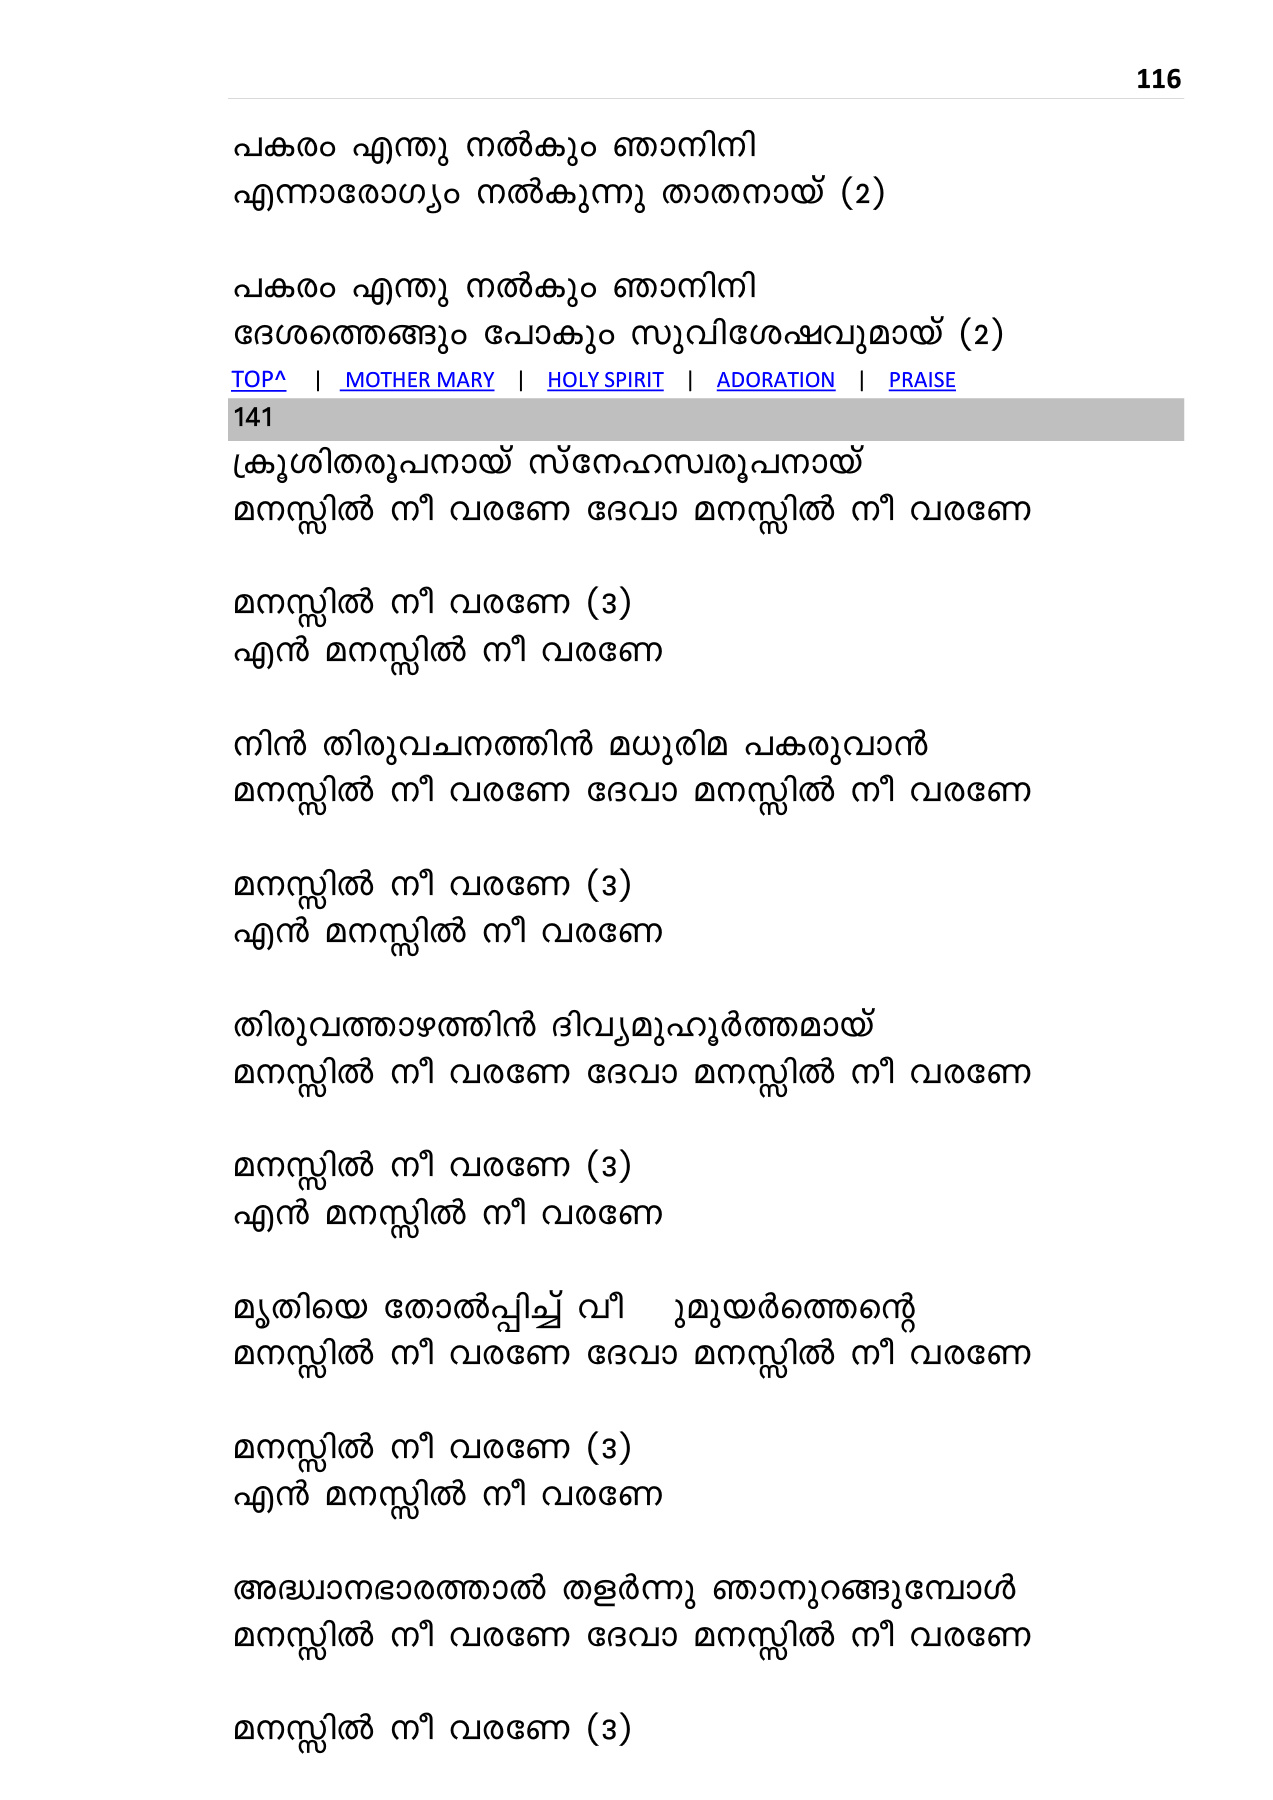 116
പകരം എന്തു നൽകും ഞാനിനി
എന്നാരോഗ്യം നൽകുന്നു താതനായ് (2)
പകരം എന്തു നൽകും ഞാനിനി
ദേശത്തെങ്ങും പോകും സുവിശേഷവുമായ് (2)
TOP^ | MOTHER MARY | HOLY SPIRIT | ADORATION | PRAISE
141
ക്രൂശിതരൂപനായ് സ്നേഹസ്വരൂപനായ്
മനസ്സിൽ നീ വരണേ ദേവാ മനസ്സിൽ നീ വരണേ
മനസ്സിൽ നീ വരണേ (3)
എൻ മനസ്സിൽ നീ വരണേ
നിൻ തിരുവചനത്തിൻ മധുരിമ പകരുവാൻ
മനസ്സിൽ നീ വരണേ ദേവാ മനസ്സിൽ നീ വരണേ
മനസ്സിൽ നീ വരണേ (3)
എൻ മനസ്സിൽ നീ വരണേ
തിരുവത്താഴത്തിൻ ദിവ്യമുഹൂർത്തമായ്
മനസ്സിൽ നീ വരണേ ദേവാ മനസ്സിൽ നീ വരണേ
മനസ്സിൽ നീ വരണേ (3)
എൻ മനസ്സിൽ നീ വരണേ
മൃതിയെ തോൽപ്പിച്ച് വീ ുമുയർത്തെന്റെ
മനസ്സിൽ നീ വരണേ ദേവാ മനസ്സിൽ നീ വരണേ
മനസ്സിൽ നീ വരണേ (3)
എൻ മനസ്സിൽ നീ വരണേ
അദ്ധ്വാനഭാരത്താൽ തളർന്നു ഞാനുറങ്ങുമ്പോൾ
മനസ്സിൽ നീ വരണേ ദേവാ മനസ്സിൽ നീ വരണേ
മനസ്സിൽ നീ വരണേ (3)